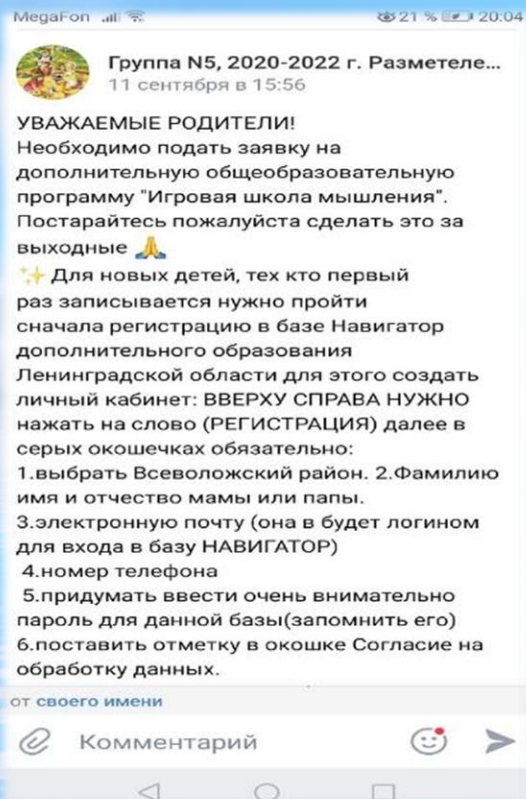 MegaFon 21 % 20:04
Группа N5, 2020-2022 г. Разметеле...
11 сентября в 15:56
УВАЖАЕМЫЕ РОДИТЕЛИ!
Необходимо подать заявку на
дополнительную общеобразовательную
программу "Игровая школа мышления".
Постарайтесь пожалуйста сделать это за
выходные 🙏
✨ Для новых детей, тех кто первый
раз записывается нужно пройти
сначала регистрацию в базе Навигатор
дополнительного образования
Ленинградской области для этого создать
личный кабинет: ВВЕРХУ СПРАВА НУЖНО
нажать на слово (РЕГИСТРАЦИЯ) далее в
серых окошечках обязательно:
1.выбрать Всеволожский район. 2.Фамилию
имя и отчество мамы или папы.
3.электронную почту (она в будет логином
для входа в базу НАВИГАТОР)
4.номер телефона
5.придумать ввести очень внимательно
пароль для данной базы(запомнить его)
6.поставить отметку в окошке Согласие на
обработку данных.
от своего имени
Комментарий